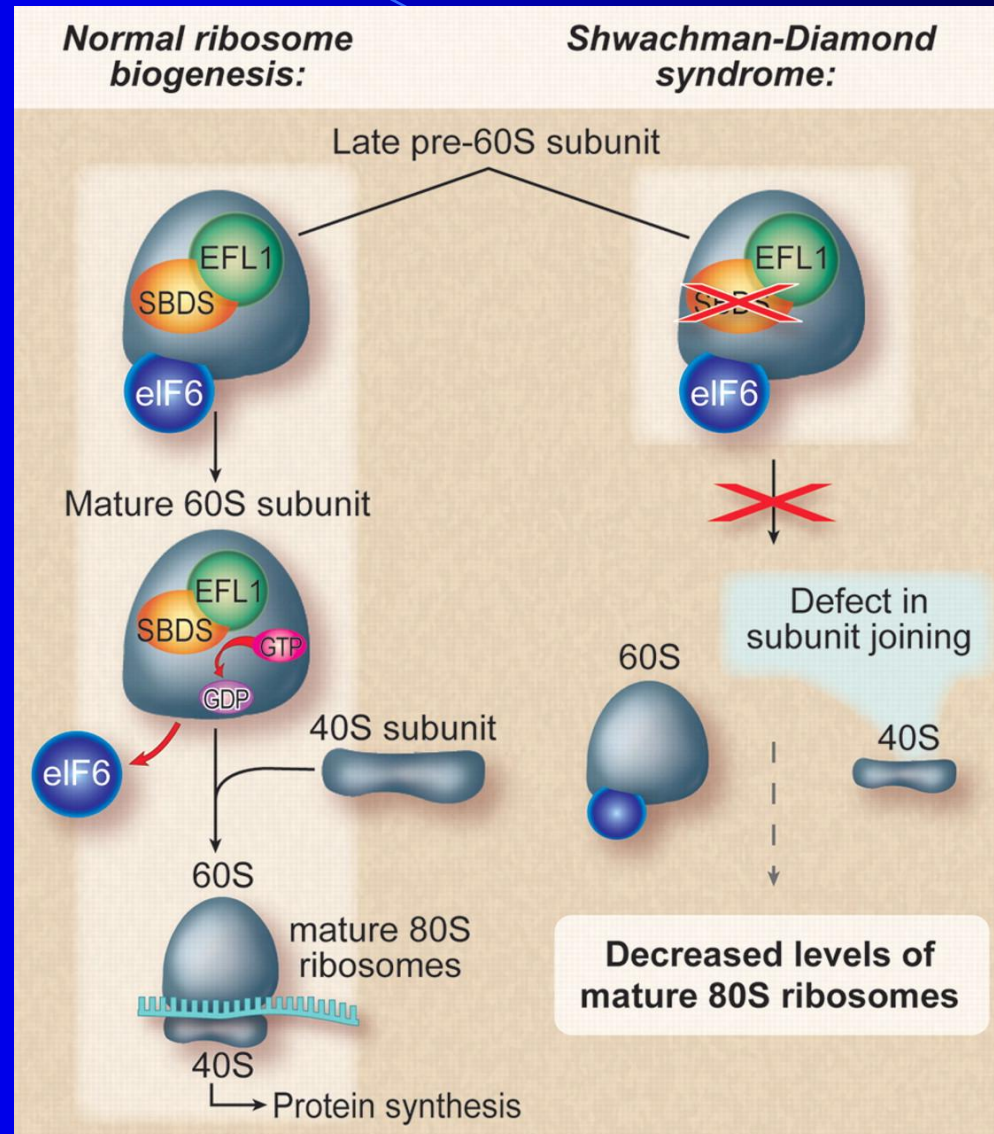 Normal ribosome
biogenesis:
Shwachman-Diamond
syndrome:
Late pre-60S subunit
EFL1
SBDS
eIF6
EFL1
SBDS
eIF6
Mature 60S subunit
EFL1
SBDS
GTP
GDP
eIF6
40S subunit
60S
mature 80S
ribosomes
40S
Protein synthesis
Defect in
subunit joining
60S
40S
Decreased levels of
mature 80S ribosomes